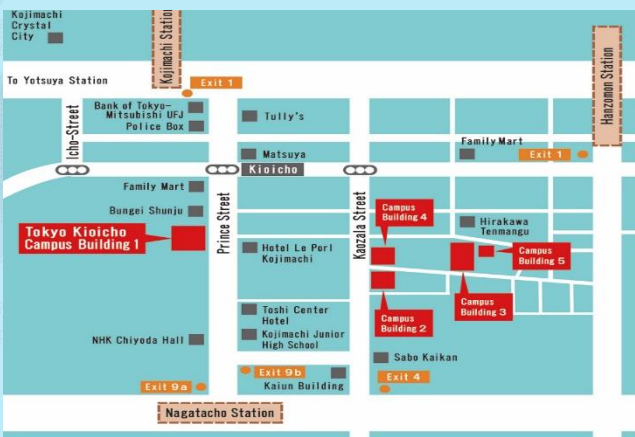 Kojimachi
Crystal
City
Kojimachi Station
Hanzomon Station
To Yotsuya Station
Exit 1
Icho-Street
Bank of Tokyo-
Mitsubishi UFJ
Police Box
Tully's
Matsuya
Kioicho
Family Mart
Exit 1
Family Mart
Bungei Shunju
Tokyo Kioicho
Campus Building 1
Prince Street
Kaozala Street
Campus
Building 4
Hirakawa
Tenmangu
Campus
Building 5
Hotel Le Porl
Kojimachi
Campus
Building 2
Campus
Building 3
Toshi Center
Hotel
Kojimachi Junior
High School
NHK Chiyoda Hall
Sabo Kaikan
Exit 9a
Exit 9b
Kaiun Building
Exit 4
Nagatacho Station